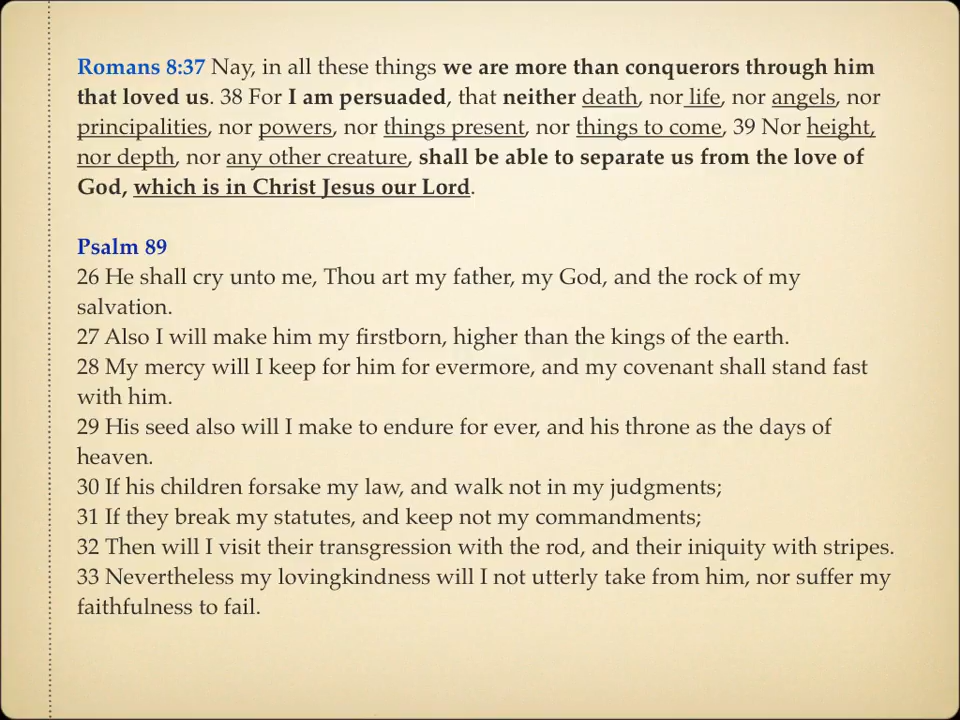 Romans 8:37 Nay, in all these things we are more than conquerors through him
that loved us. 38 For I am persuaded, that neither death, nor life, nor angels, nor
principalities, nor powers, nor things present, nor things to come, 39 Nor height,
nor depth, nor any other creature, shall be able to separate us from the love of
God, which is in Christ Jesus our Lord.
Psalm 89
26 He shall cry unto me, Thou art my father, my God, and the rock of my
salvation.
27 Also I will make him my firstborn, higher than the kings of the earth.
28 My mercy will I keep for him for evermore, and my covenant shall stand fast
with him.
29 His seed also will I make to endure for ever, and his throne as the days of
heaven.
30 If his children forsake my law, and walk not in my judgments;
31 If they break my statutes, and keep not my commandments;
32 Then will I visit their transgression with the rod, and their iniquity with stripes.
33 Nevertheless my lovingkindness will I not utterly take from him, nor suffer my
faithfulness to fail.